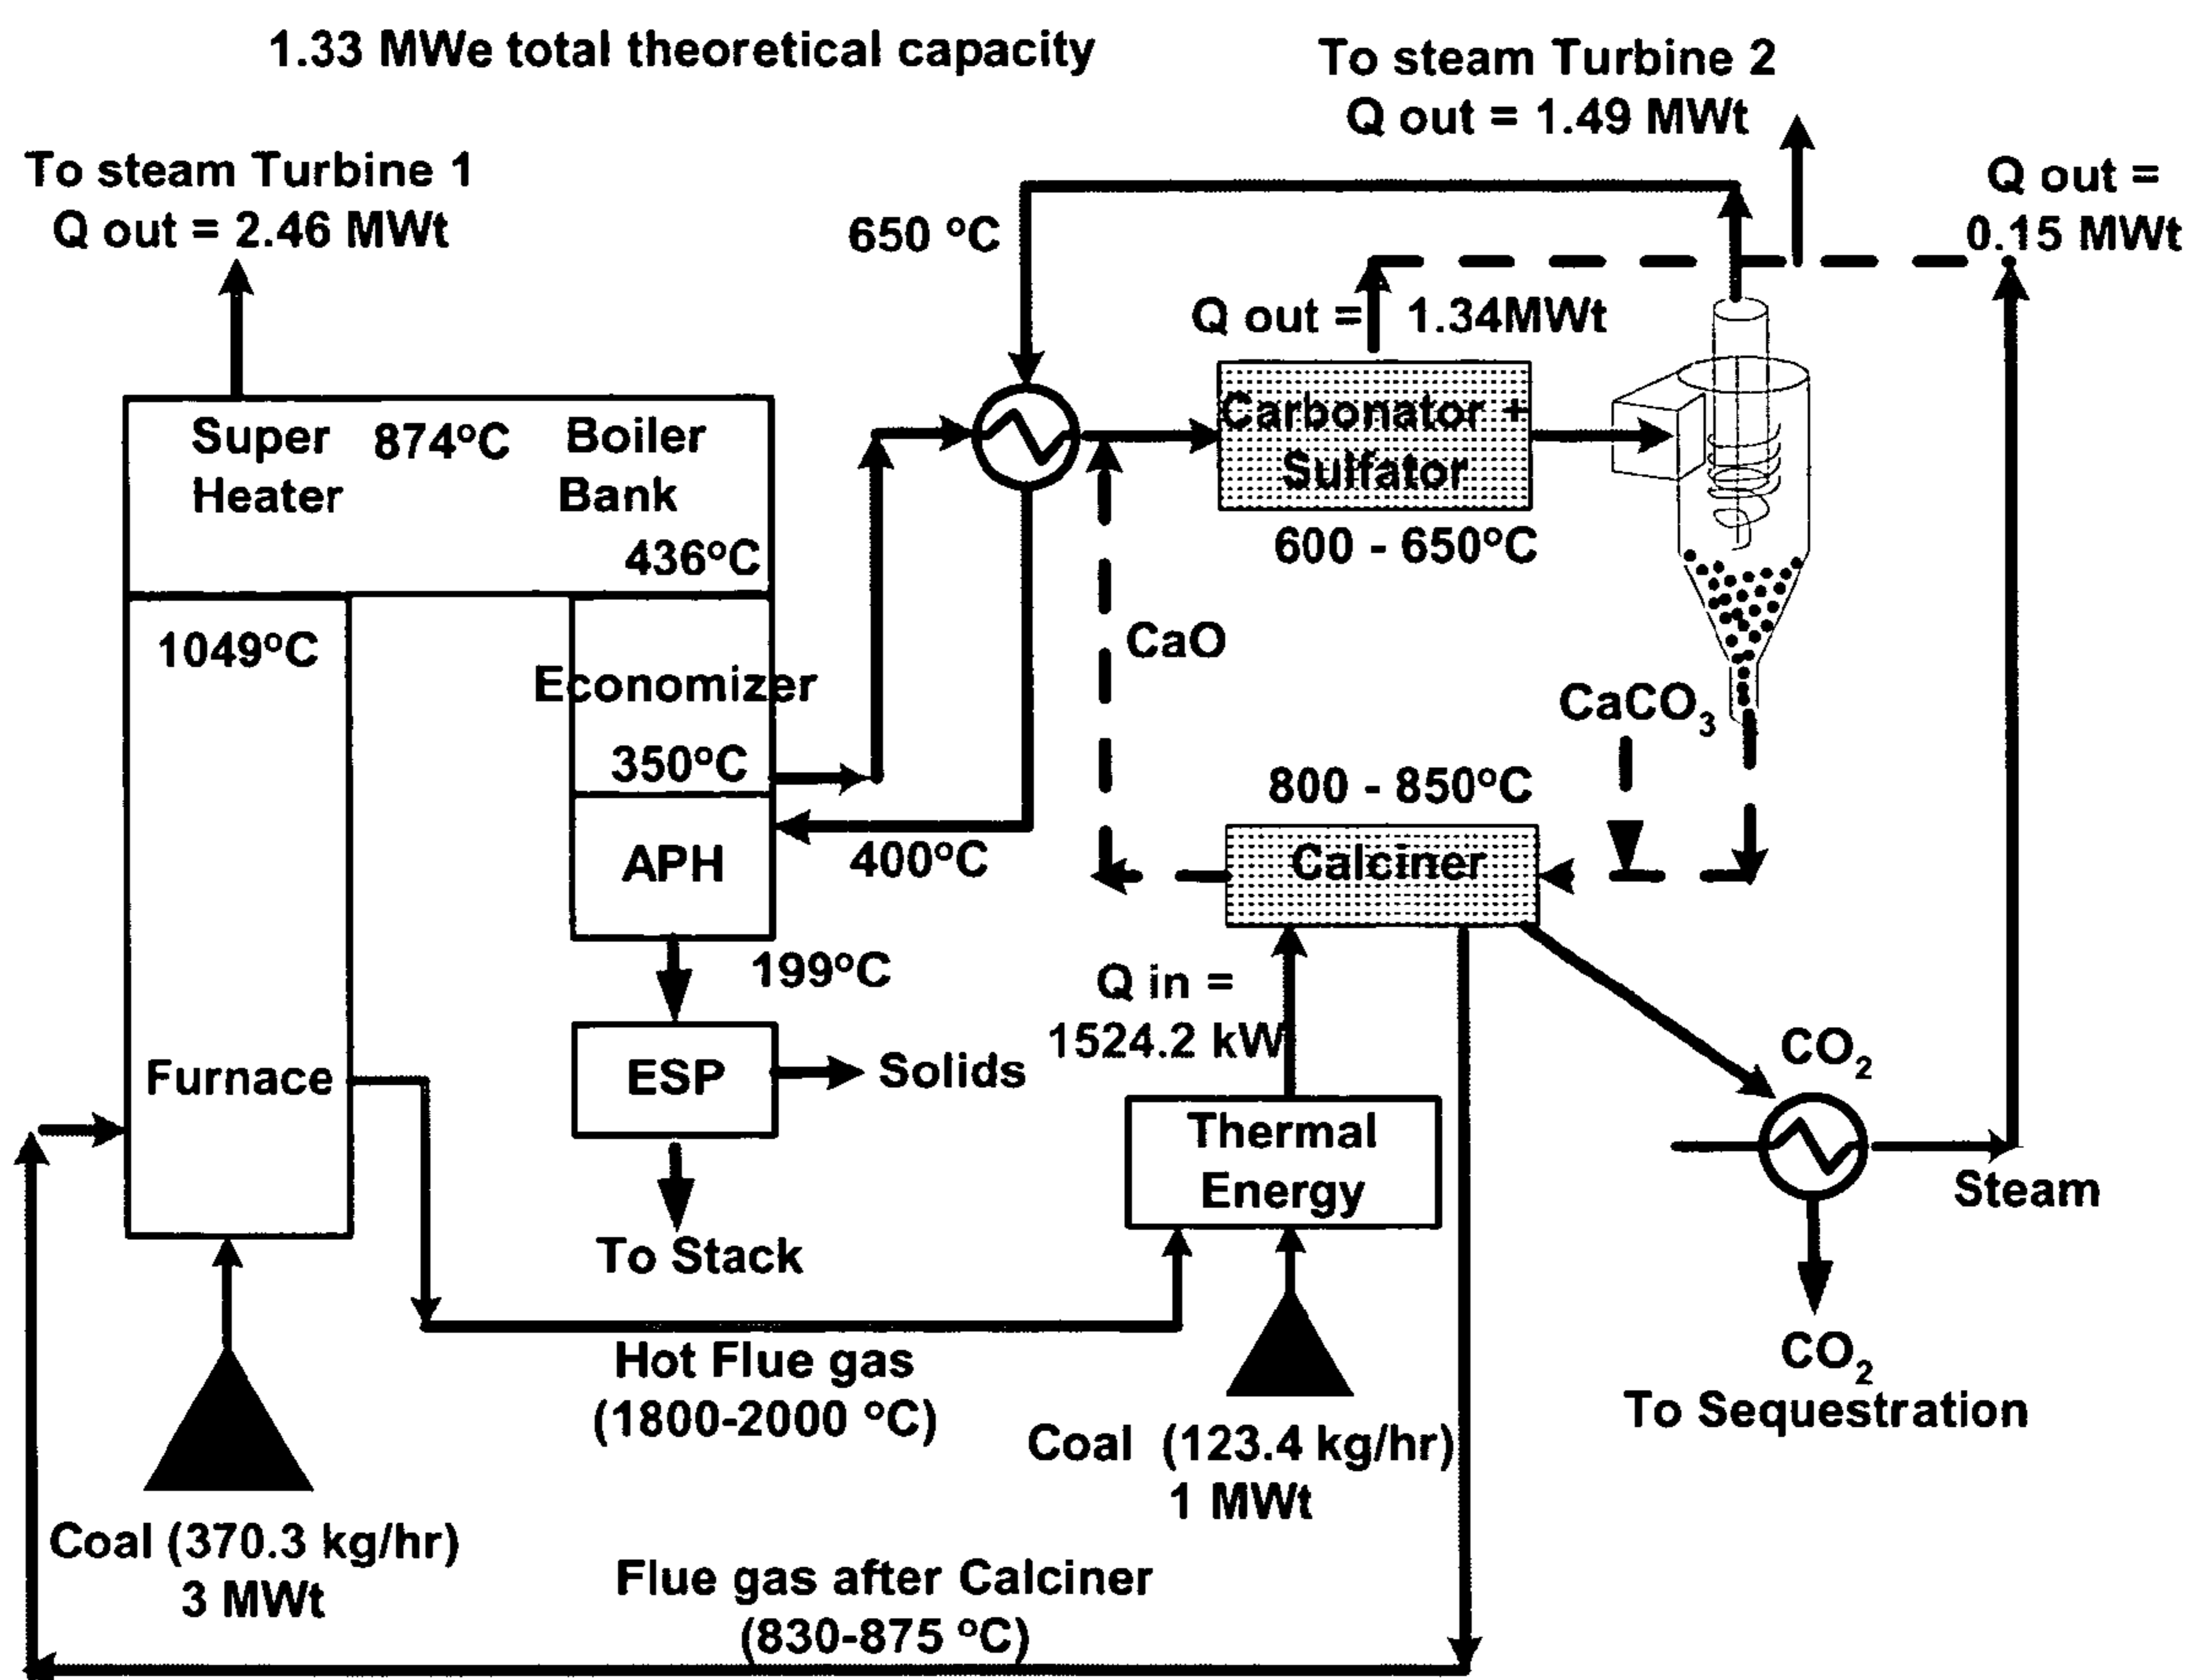 1.33 MWe total theoretical capacity
To steam Turbine 2
Q out = 1.49 MWt
To steam Turbine 1
Q out = 2.46 MWt
Q out =
0.15 MWt
650 °C
Q out = 1.34MWt
Super
Heater
874°C
Boiler
Bank
436°C
Carbonator +
Sulfator
600 - 650°C
1049°C
Economizer
350°C
CaO
CaCO3
800 - 850°C
APH
400°C
Calciner
199°C
Q in =
1524.2 kW
ESP
Solids
Furnace
CO2
Thermal
Energy
Steam
To Stack
Hot Flue gas
(1800-2000 °C)
CO2
To Sequestration
Coal (123.4 kg/hr)
1 MWt
Coal (370.3 kg/hr)
3 MWt
Flue gas after Calciner
(830-875 °C)